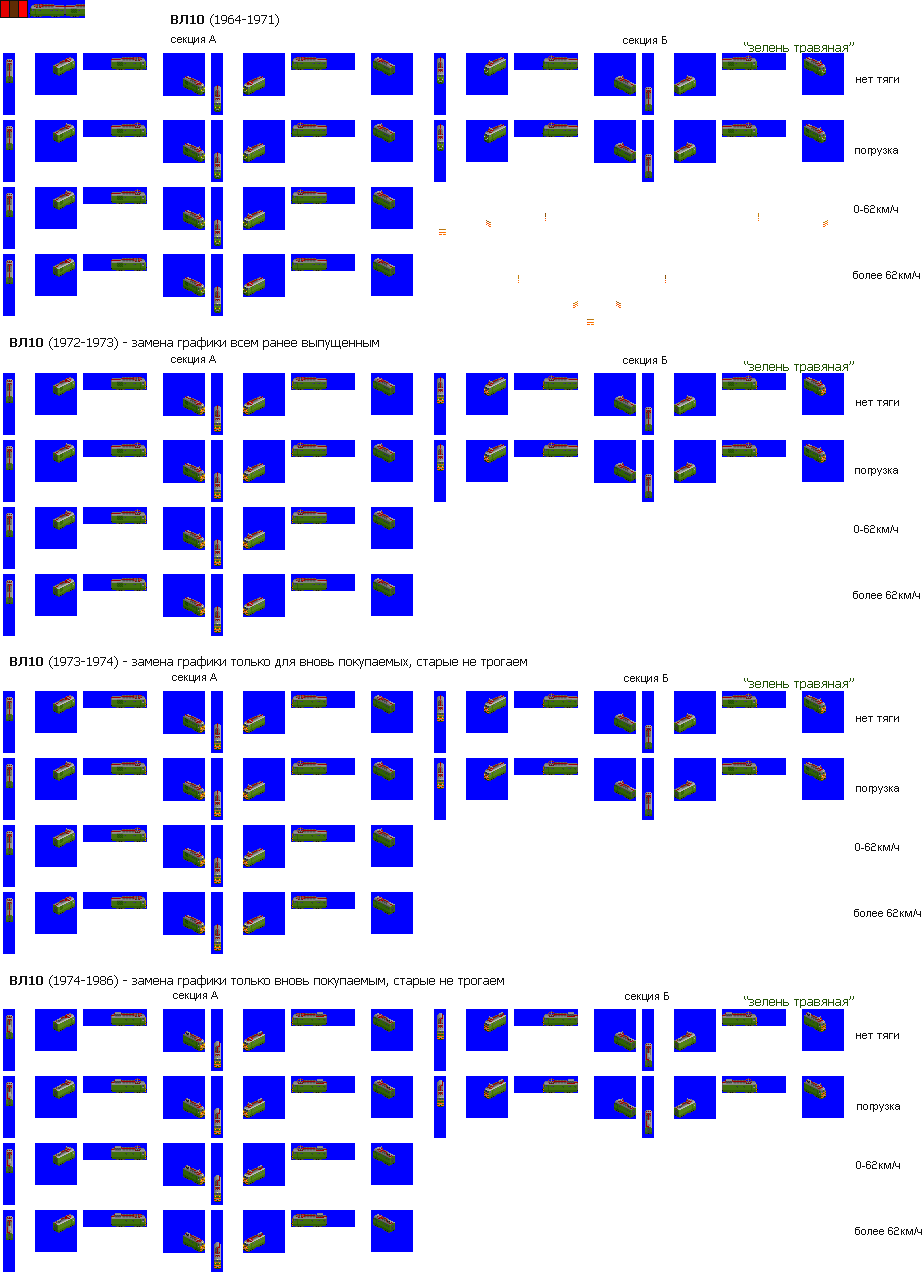 ВЛ10 (1964-1971)
секция А
секция Б
"зелень травяная"
нет тяги
погрузка
0-62км/ч
более 62км/ч
ВЛ10 (1972-1973) - замена графики всем ранее выпущенным
секция А
секция Б
"зелень травяная"
нет тяги
погрузка
0-62км/ч
более 62км/ч
ВЛ10 (1973-1974) - замена графики только для вновь покупаемых, старые не трогаем
секция А
секция Б
"зелень травяная"
нет тяги
погрузка
0-62км/ч
более 62км/ч
ВЛ10 (1974-1986) - замена графики только вновь покупаемым, старые не трогаем
секция А
секция Б
"зелень травяная"
нет тяги
погрузка
0-62км/ч
более 62км/ч